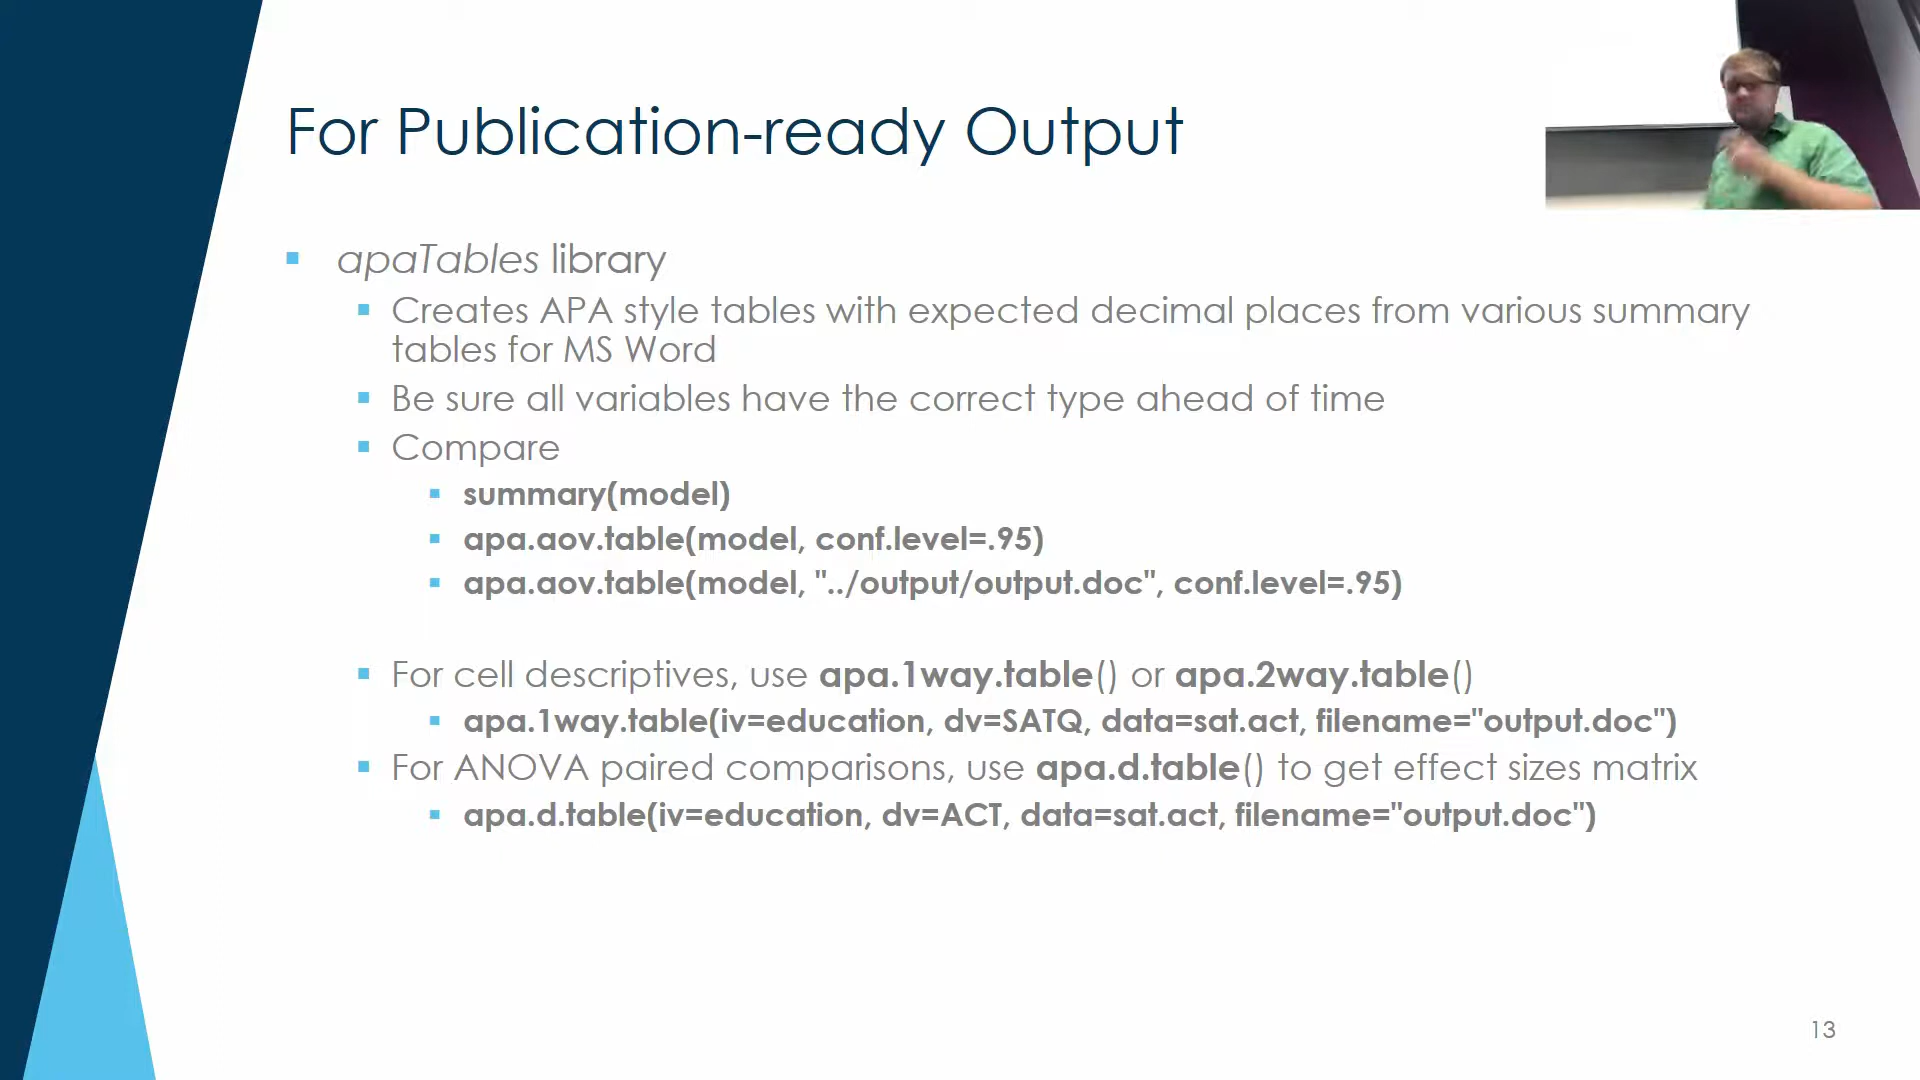 For Publication-ready Output
apaTables library
Creates APA style tables with expected decimal places from various summary
tables for MS Word
Be sure all variables have the correct type ahead of time
Compare
summary(model)
apa.aov.table(model, conf.level=.95)
apa.aov.table(model, "../output/output.doc", conf.level=.95)
For cell descriptives, use apa.1way.table() or apa.2way.table()
apa.1way.table(iv=education, dv=SATQ, data=sat.act, filename="output.doc")
For ANOVA paired comparisons, use apa.d.table() to get effect sizes matrix
apa.d.table(iv=education, dv=ACT, data=sat.act, filename="output.doc")
13